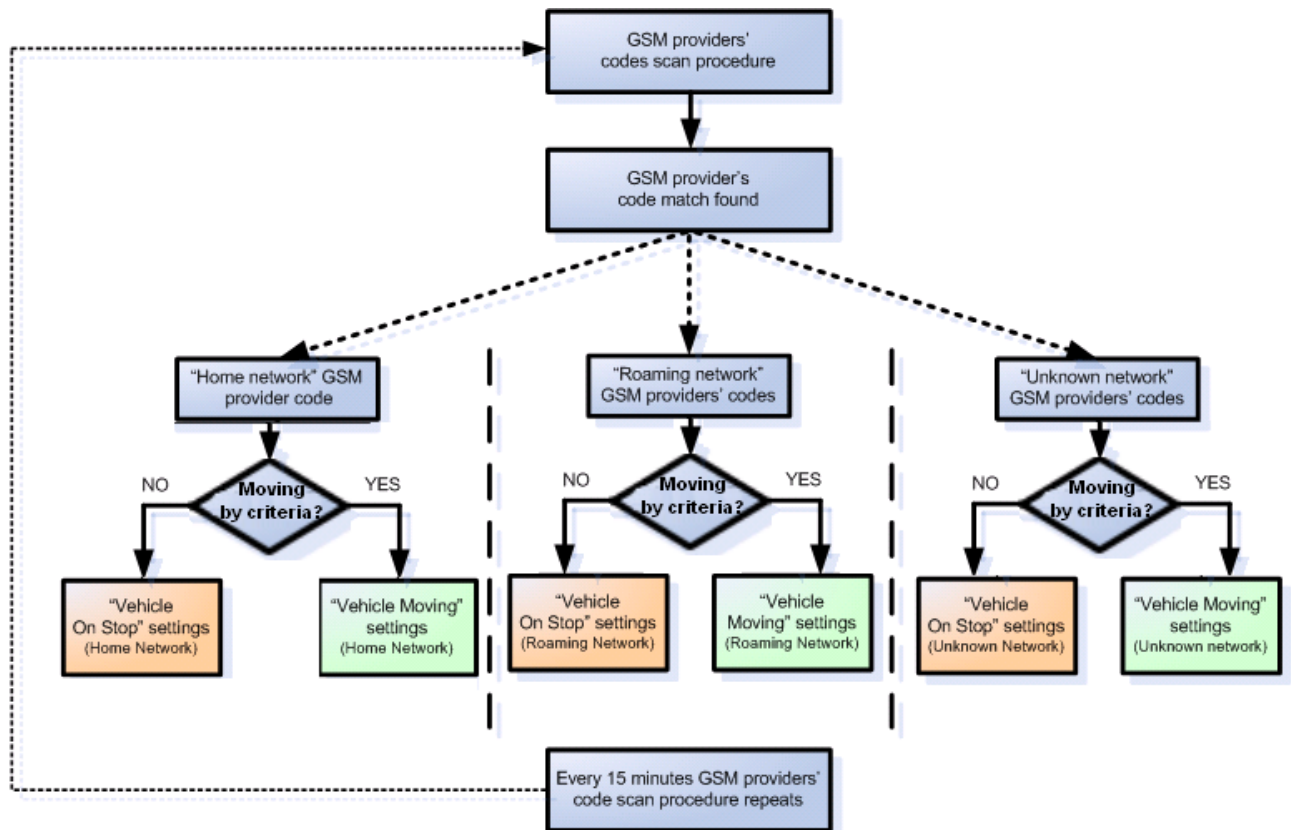 GSM providers'
codes scan procedure
GSM provider's
code match found
"Home network" GSM
provider code
"Roaming network"
GSM providers' codes
"Unknown network"
GSM providers' codes
NO
Moving
by criteria?
YES
NO
Moving
by criteria?
YES
NO
Moving
by criteria?
YES
"Vehicle
On Stop" settings
(Home Network)
"Vehicle Moving"
settings
(Home Network)
"Vehicle
On Stop" settings
(Roaming Network)
"Vehicle
Moving" settings
(Roaming Network)
"Vehicle
On Stop" settings
(Unknown Network)
"Vehicle Moving"
settings
(Unknown network)
Every 15 minutes GSM providers'
code scan procedure repeats